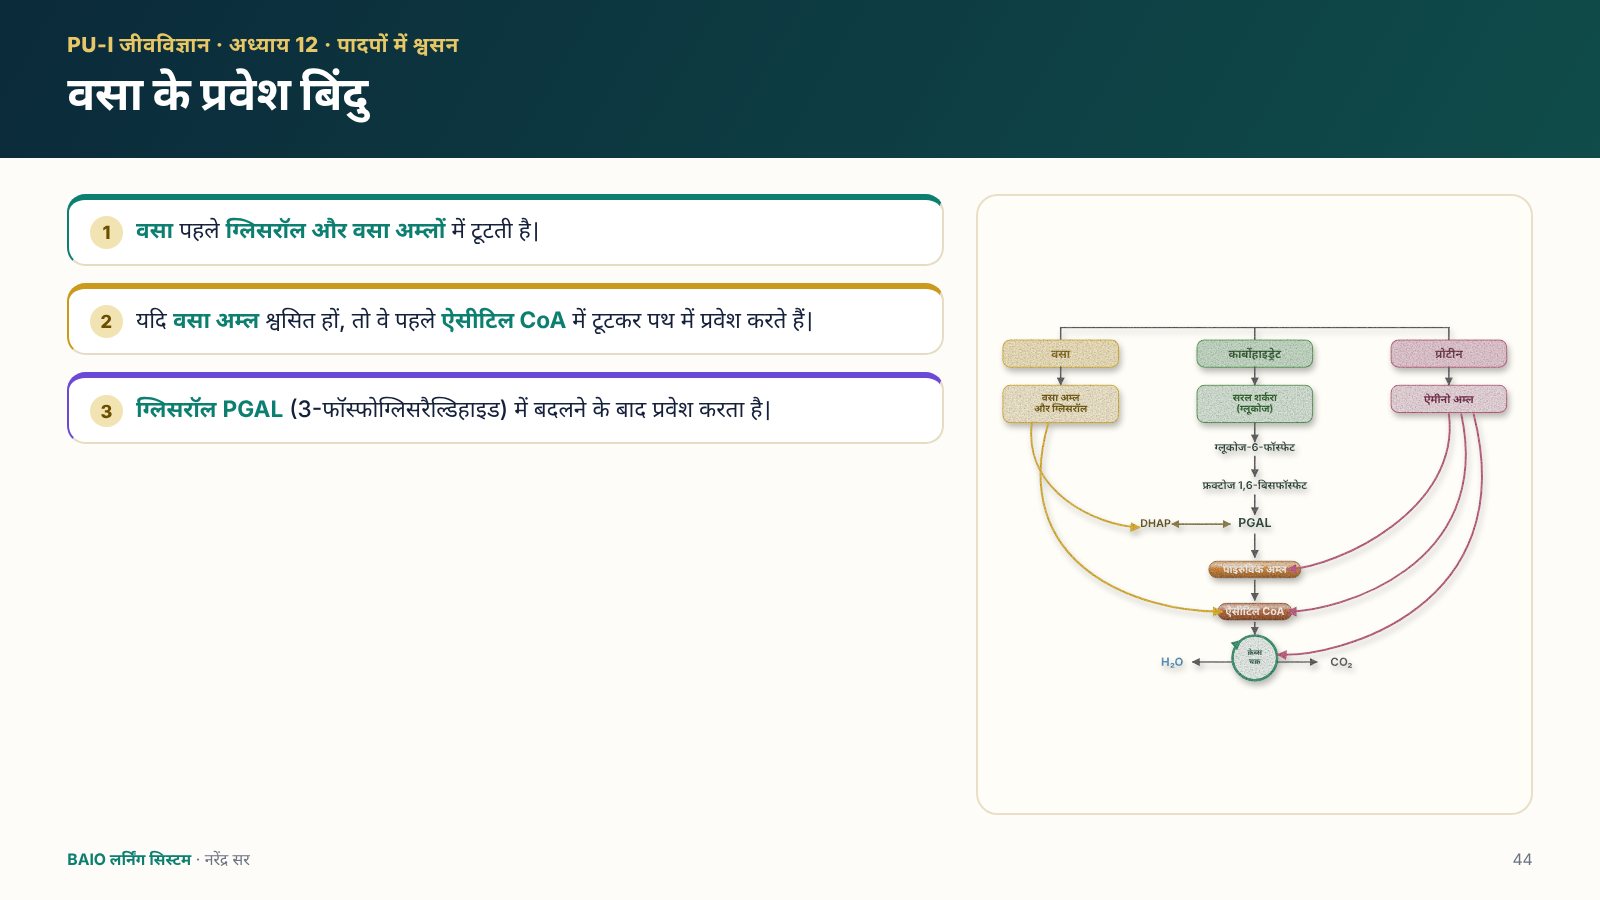 PU-I जीवविज्ञान · अध्याय 12 · पादपों में श्वसन
वसा के प्रवेश बिंदु
1 वसा पहले ग्लिसरॉल और वसा अम्लों में टूटती है|
2 यदि वसा अम्ल श्वसित हों, तो वे पहले ऐसीटिल CoA में टूटकर पथ में प्रवेश करते हैं|
3 ग्लिसरॉल PGAL (3-फॉस्फोग्लिसरैल्डिहाइड) में बदलने के बाद प्रवेश करता है|
वसा
कार्बोहाइड्रेट
प्रोटीन
वसा अम्ल
और ग्लिसरॉल
सरल शर्करा
(ग्लूकोज)
ऐमीनो अम्ल
ग्लूकोज-6-फॉस्फेट
फ्रक्टोज 1,6-बिसफॉस्फेट
DHAP
PGAL
पाइरुविक अम्ल
ऐसीटिल CoA
क्रेब्स
चक्र
H₂O
CO₂
BAIO लर्निंग सिस्टम · नरेंद्र सर
44